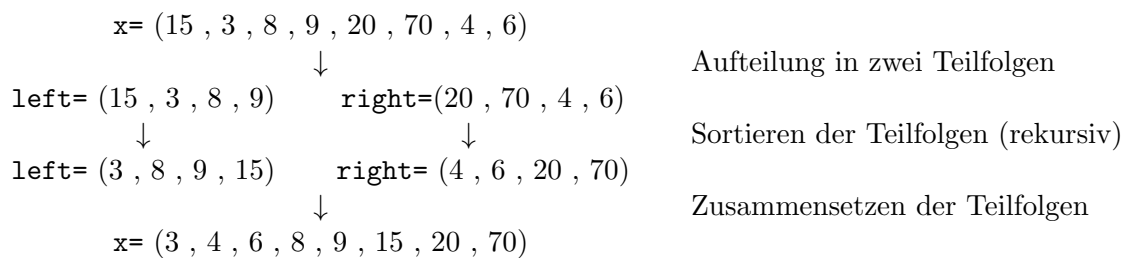 x= (15 , 3 , 8 , 9 , 20 , 70 , 4 , 6)
↓ Aufteilung in zwei Teilfolgen
left= (15 , 3 , 8 , 9) right=(20 , 70 , 4 , 6)
↓ ↓ Sortieren der Teilfolgen (rekursiv)
left= (3 , 8 , 9 , 15) right= (4 , 6 , 20 , 70)
↓ Zusammensetzen der Teilfolgen
x= (3 , 4 , 6 , 8 , 9 , 15 , 20 , 70)